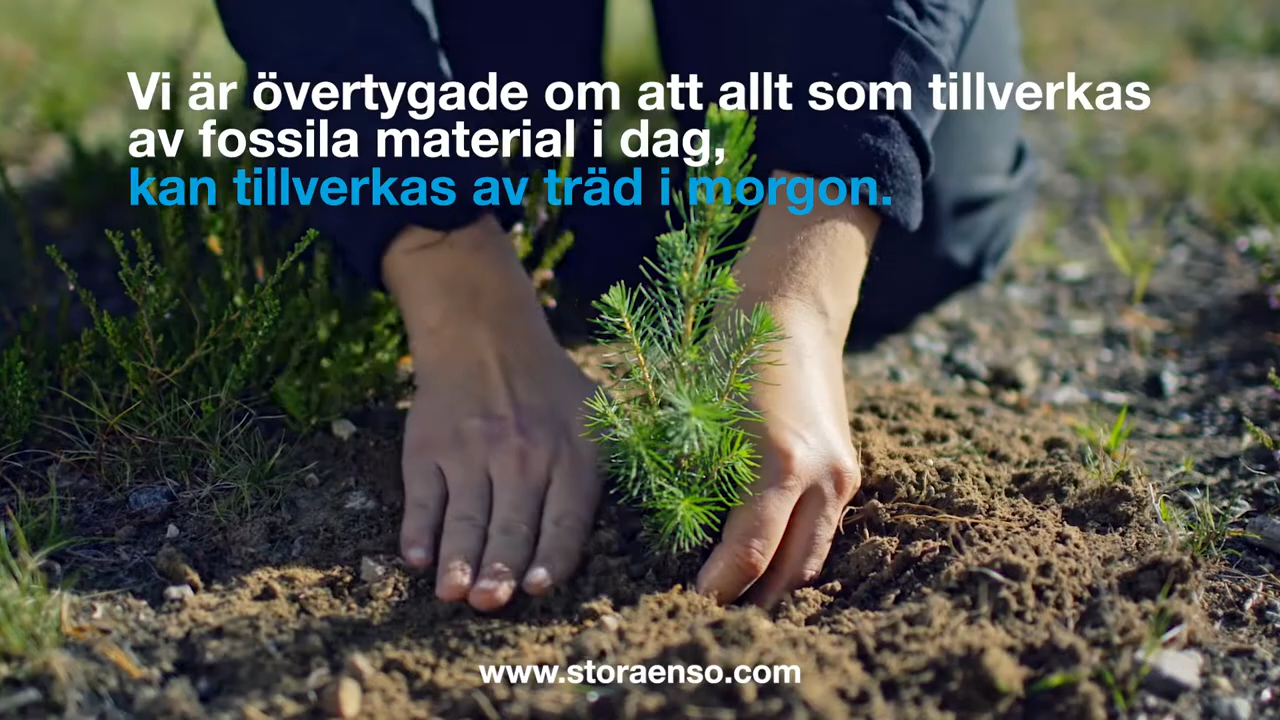 Vi är övertygade om att allt som tillverkas
av fossila material i dag,
kan tillverkas av träd i morgon.
www.storaenso.com